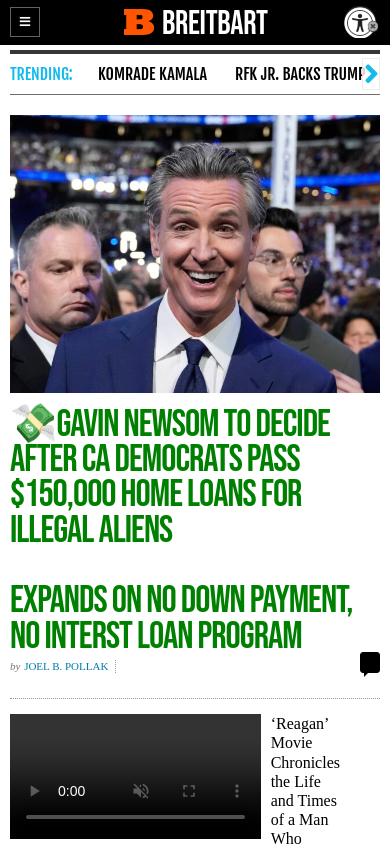 BREITBART
TRENDING:
KOMRADE KAMALA
RFK JR. BACKS TRUMP
GAVIN NEWSOM TO DECIDE
AFTER CA DEMOCRATS PASS
$150,000 HOME LOANS FOR
ILLEGAL ALIENS
EXPANDS ON NO DOWN PAYMENT,
NO INTERST LOAN PROGRAM
by JOEL B. POLLAK
0:00
‘Reagan’
Movie
Chronicles
the Life
and Times
of a Man
Who